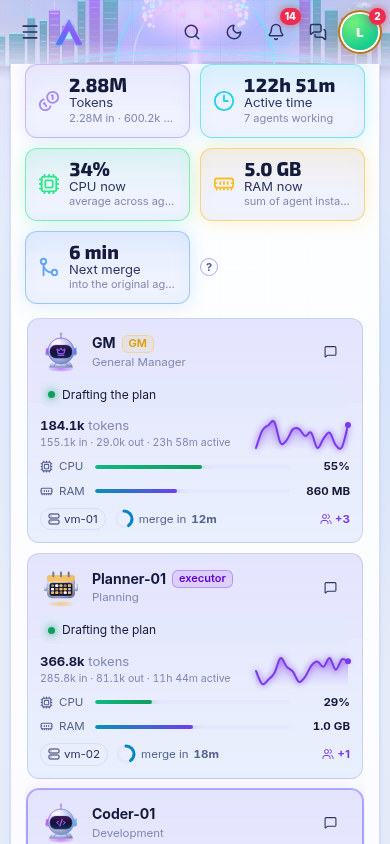 14
2
L
2.88M
Tokens
2.28M in · 600.2k ...
122h 51m
Active time
7 agents working
34%
CPU now
average across ag...
5.0 GB
RAM now
sum of agent insta...
6 min
Next merge
into the original ag...
?
GM GM
General Manager
Drafting the plan
184.1k tokens
155.1k in · 29.0k out · 23h 58m active
CPU 55%
RAM 860 MB
vm-01 merge in 12m +3
Planner-01 executor
Planning
Drafting the plan
366.8k tokens
285.8k in · 81.1k out · 11h 44m active
CPU 29%
RAM 1.0 GB
vm-02 merge in 18m +1
Coder-01
Development